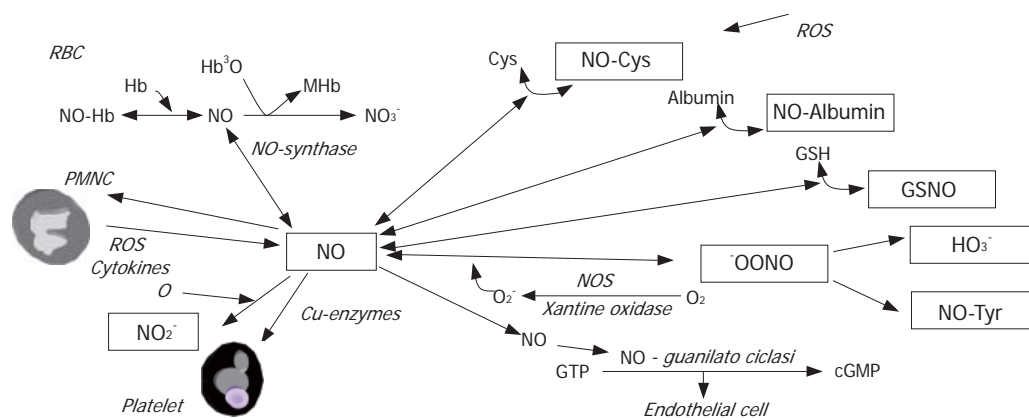 ROS
RBC
Cys
NO-Cys
Hb³O
Hb
MHb
Albumin
NO-Hb
NO
NO₃⁻
NO-Albumin
NO-synthase
GSH
PMNC
GSNO
ROS
Cytokines
NO
⁻OONO
HO₃⁻
NOS
O
O₂⁻
Xantine oxidase
O₂
NO₂⁻
Cu-enzymes
NO-Tyr
NO
NO - guanilato ciclasi
GTP
cGMP
Platelet
Endothelial cell